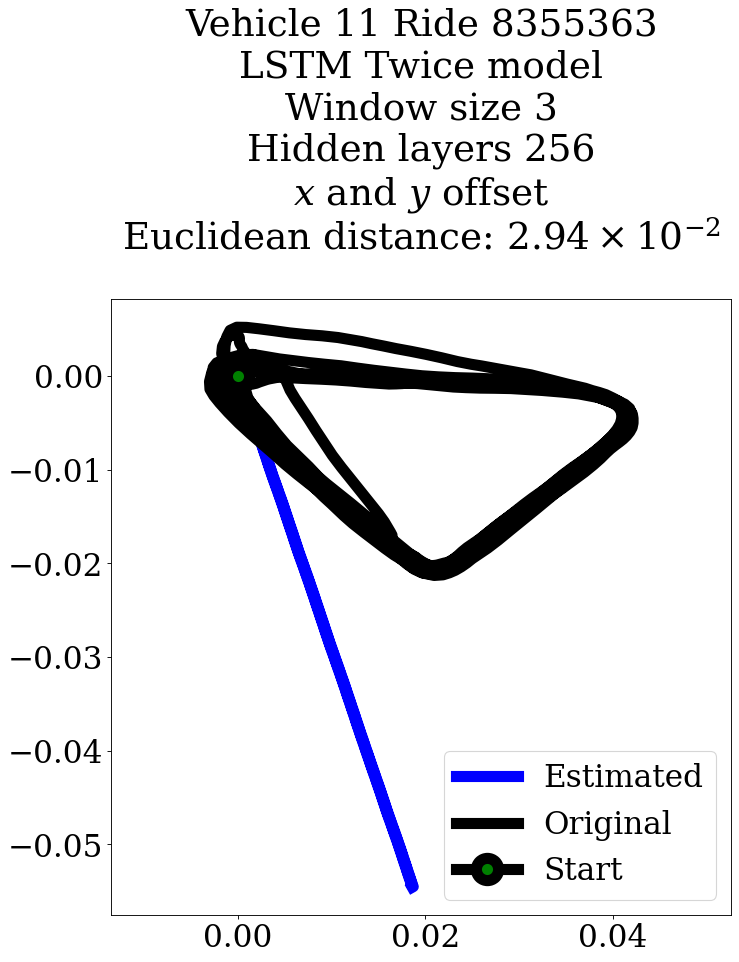 Vehicle 11 Ride 8355363
LSTM Twice model
Window size 3
Hidden layers 256
x and y offset
Euclidean distance: 2.94 × 10⁻²
0.00
−0.01
−0.02
−0.03
−0.04
−0.05
Estimated
Original
Start
0.00 0.02 0.04